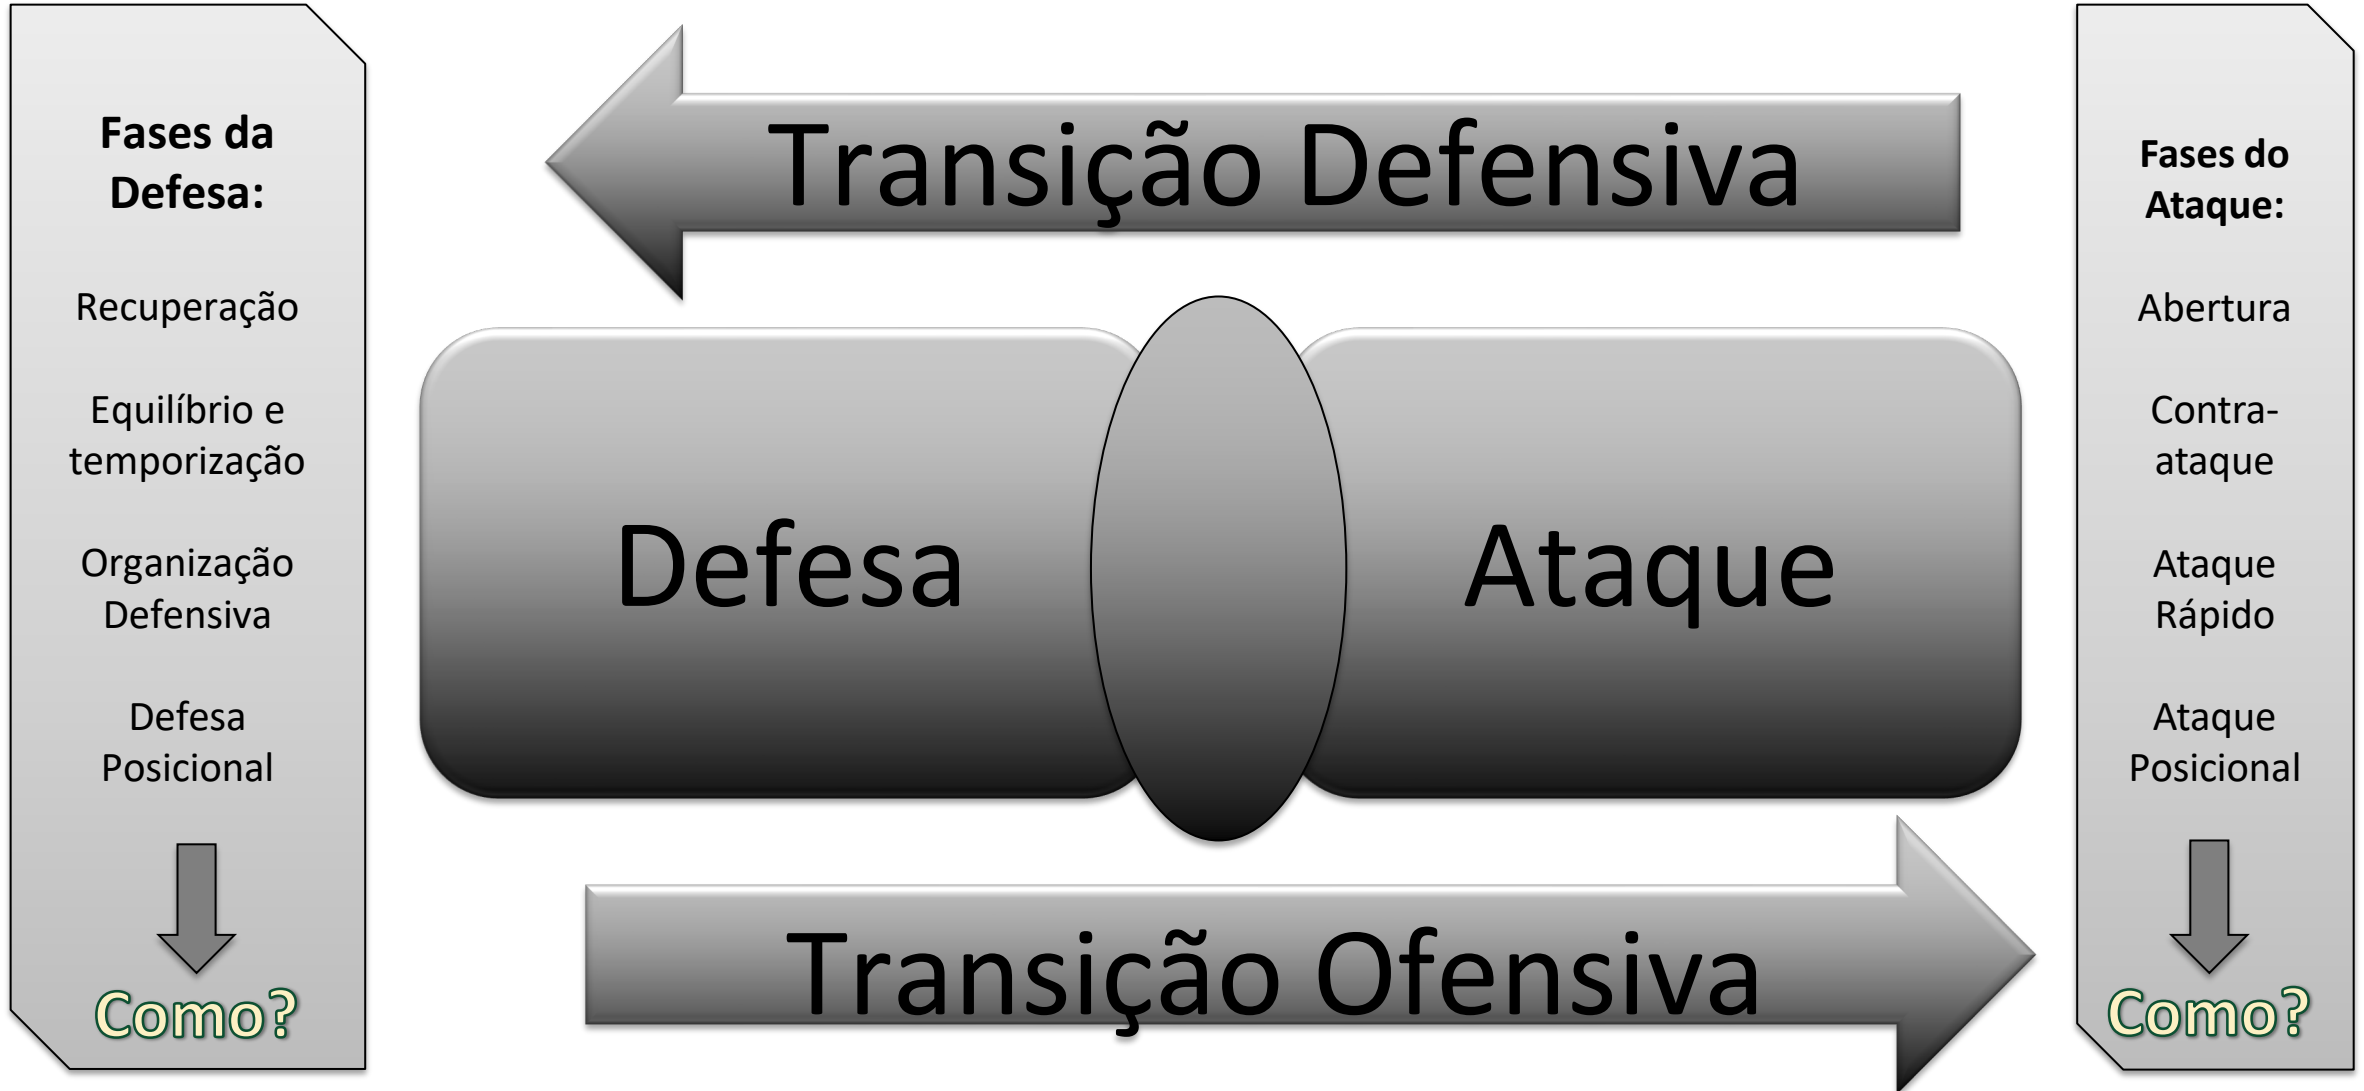 Fases da
Defesa:
Recuperação
Equilíbrio e
temporização
Organização
Defensiva
Defesa
Posicional
Como?
Transição Defensiva
Defesa
Ataque
Transição Ofensiva
Fases do
Ataque:
Abertura
Contra-
ataque
Ataque
Rápido
Ataque
Posicional
Como?